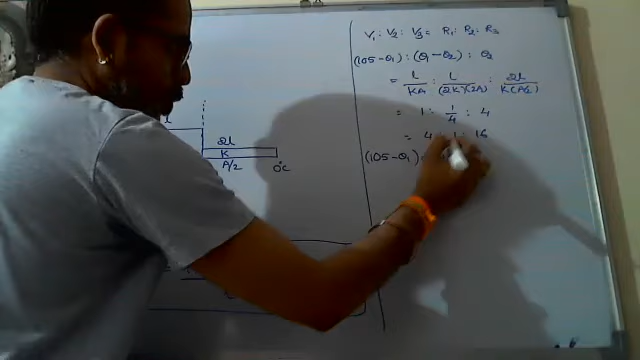 V₁ : V₂ : V₃ = R₁ : R₂ : R₃
(105-θ₁) : (θ₁-θ₂) : θ₂
= l/KA : l/(2K)(2A) : 2l/K(A/2)
= 1 : 1/4 : 4
= 4 : 1 : 16
(105-θ₁)
l
2l
K
A/2
0°C